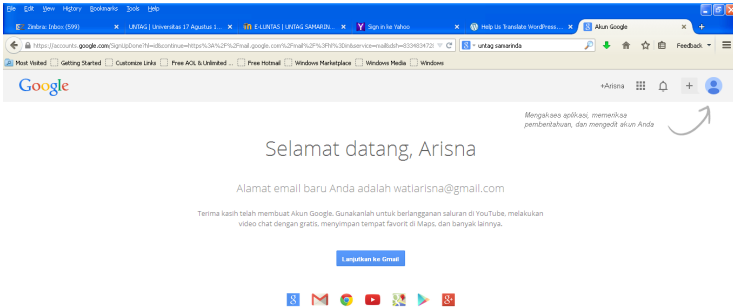 File Edit View History Bookmarks Tools Help
Zimbra: Inbox (599)
UNTAG | Universitas 17 Agustus 1...
E-LUNTAS | UNTAG SAMARIN...
Sign in to Yahoo
Help Us Translate WordPress...
Akun Google
untag samarinda
Feedback
Most Visited Getting Started Customize Links Free AOL & Unlimited ... Free Hotmail Windows Marketplace Windows Media Windows
Google
+Arisna
Mengakses aplikasi, memeriksa
pemberitahuan, dan mengedit akun Anda
Selamat datang, Arisna
Alamat email baru Anda adalah watiarisna@gmail.com
Terima kasih telah membuat Akun Google. Gunakanlah untuk berlangganan saluran di YouTube, melakukan
video chat dengan gratis, menyimpan tempat favorit di Maps, dan banyak lainnya.
Lanjutkan ke Gmail